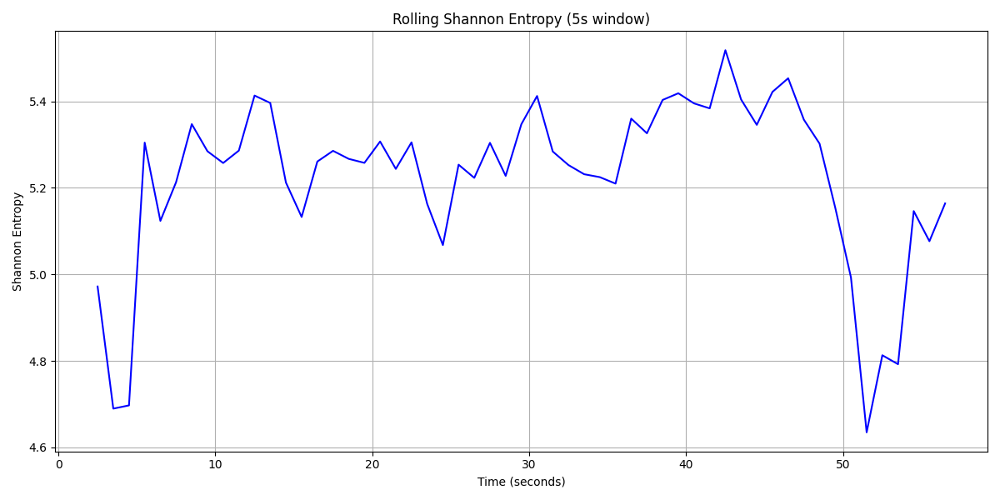 Rolling Shannon Entropy (5s window)
Shannon Entropy
5.4
5.2
5.0
4.8
4.6
0 10 20 30 40 50
Time (seconds)